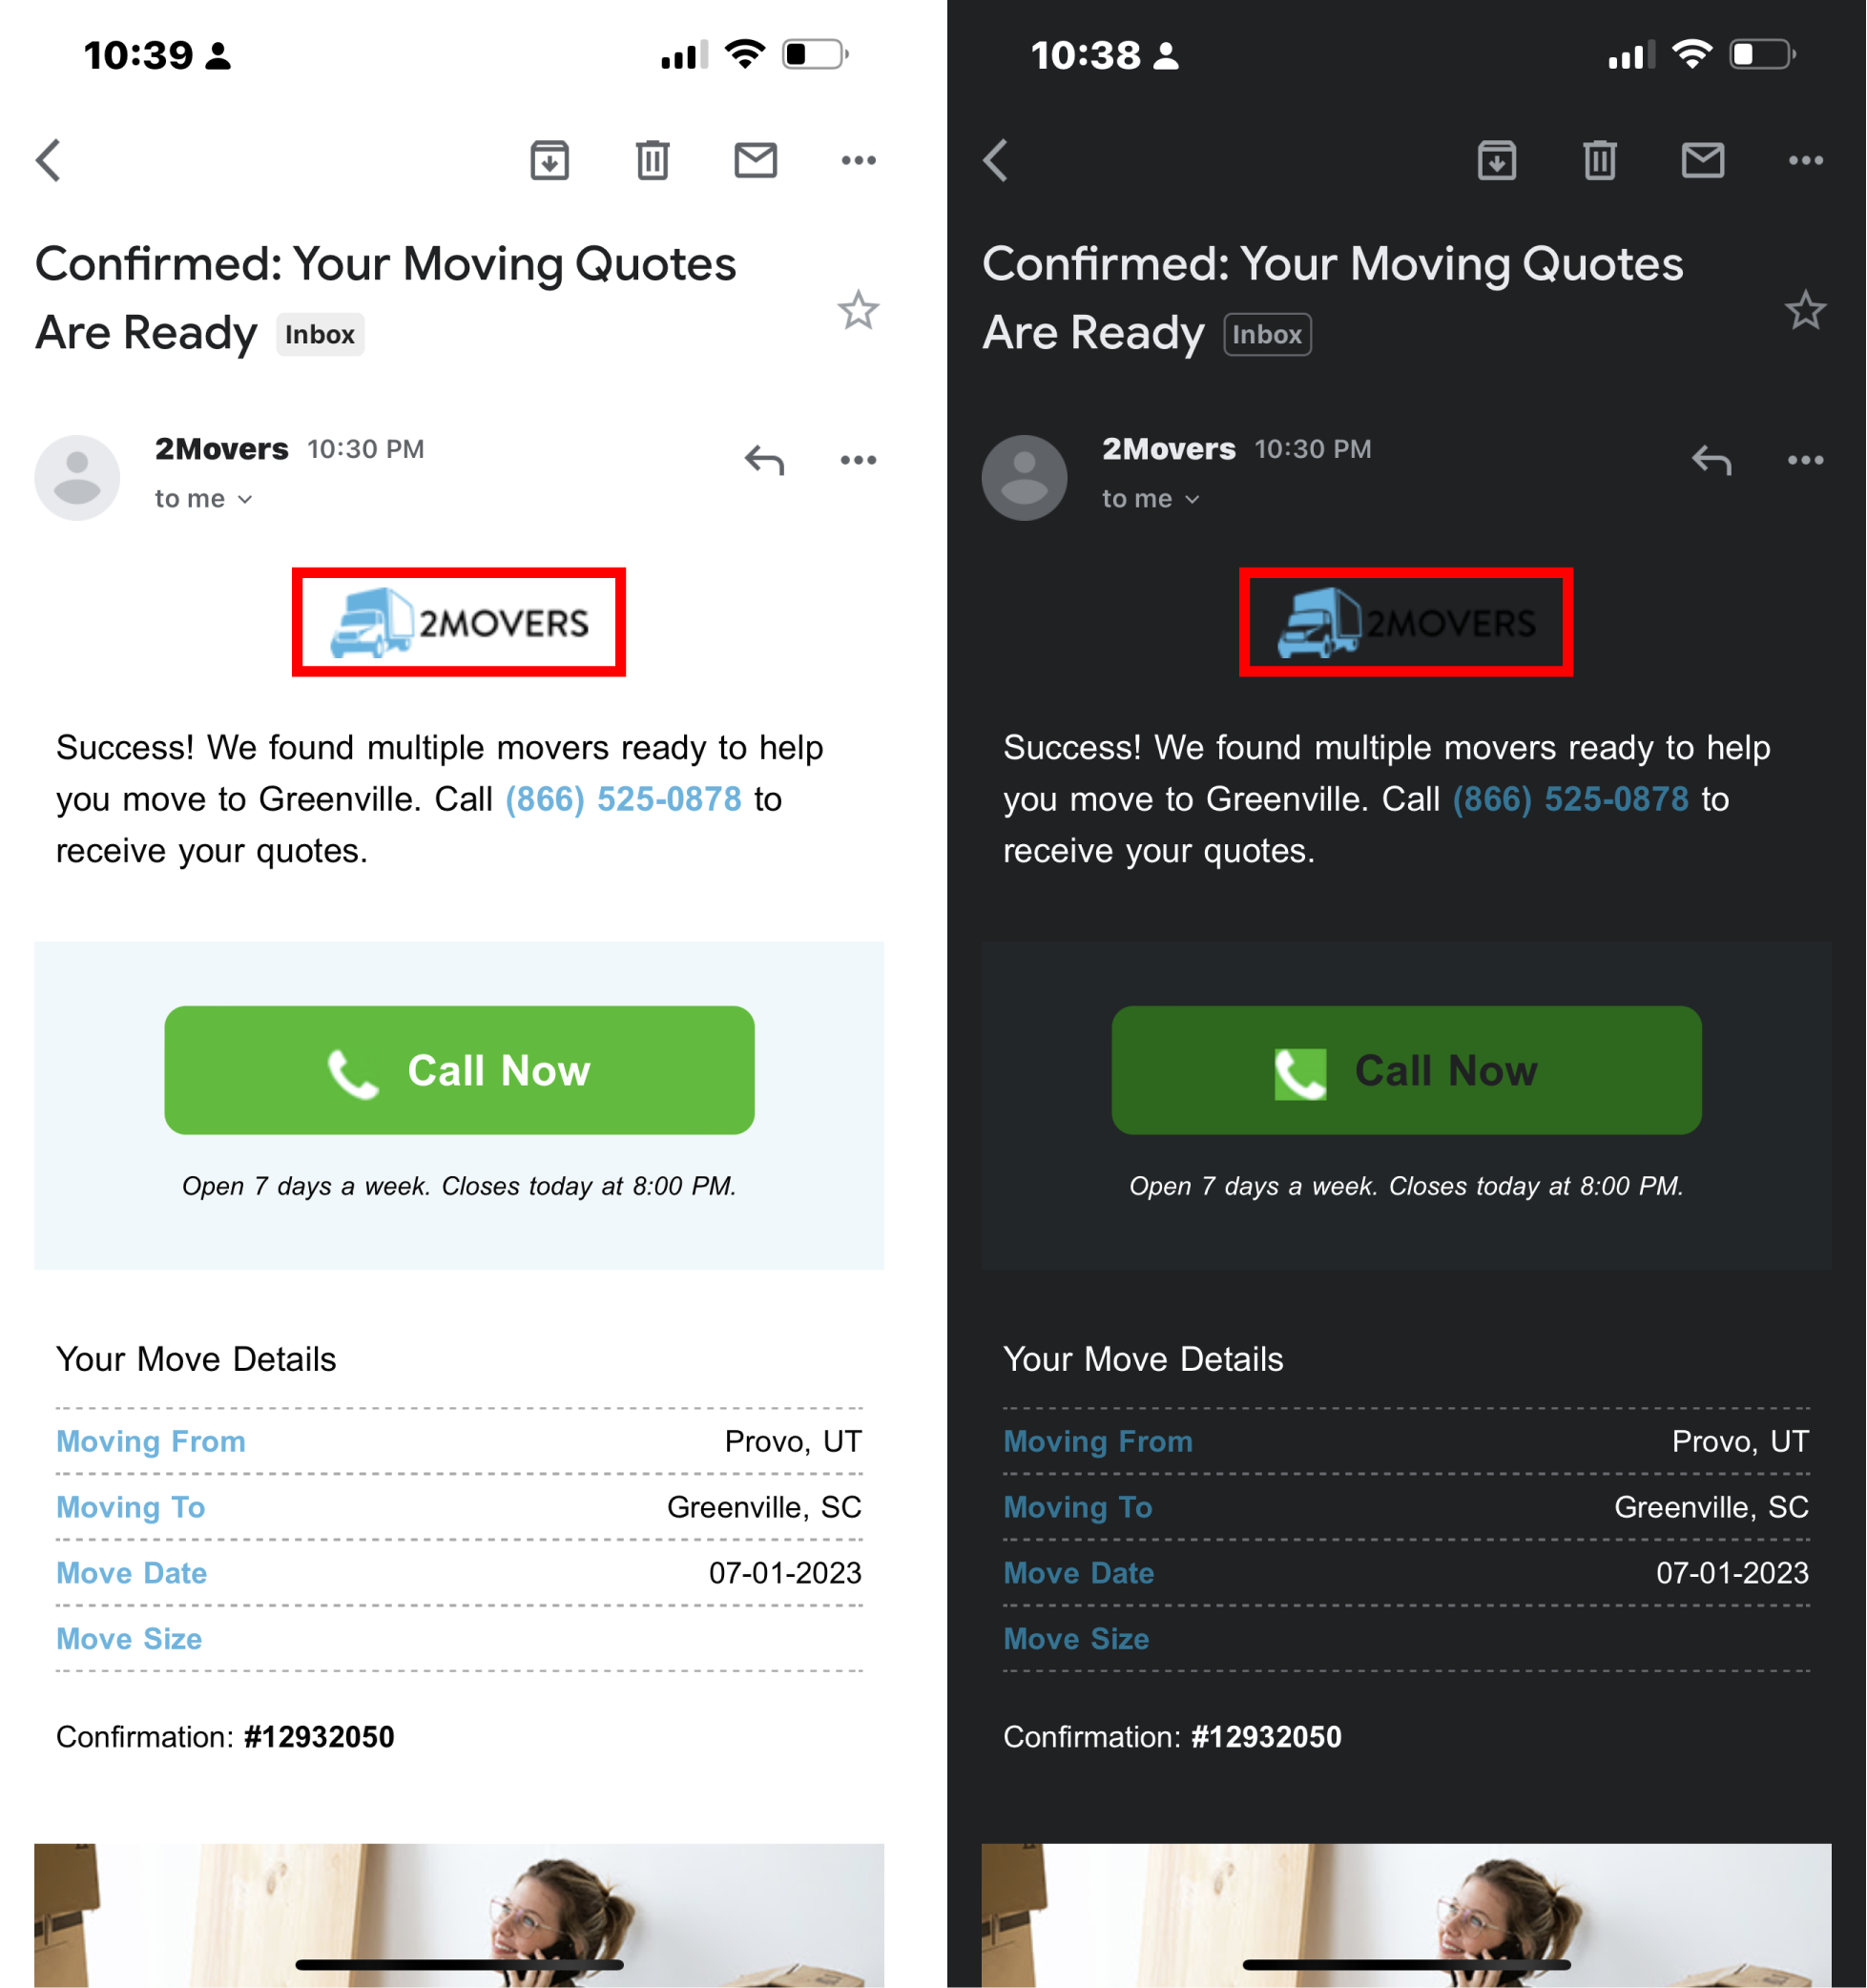 10:39
Confirmed: Your Moving Quotes
Are Ready Inbox
2Movers 10:30 PM
to me
2MOVERS
Success! We found multiple movers ready to help
you move to Greenville. Call (866) 525-0878 to
receive your quotes.
Call Now
Open 7 days a week. Closes today at 8:00 PM.
Your Move Details
Moving From Provo, UT
Moving To Greenville, SC
Move Date 07-01-2023
Move Size
Confirmation: #12932050
10:38
Confirmed: Your Moving Quotes
Are Ready Inbox
2Movers 10:30 PM
to me
2MOVERS
Success! We found multiple movers ready to help
you move to Greenville. Call (866) 525-0878 to
receive your quotes.
Call Now
Open 7 days a week. Closes today at 8:00 PM.
Your Move Details
Moving From Provo, UT
Moving To Greenville, SC
Move Date 07-01-2023
Move Size
Confirmation: #12932050